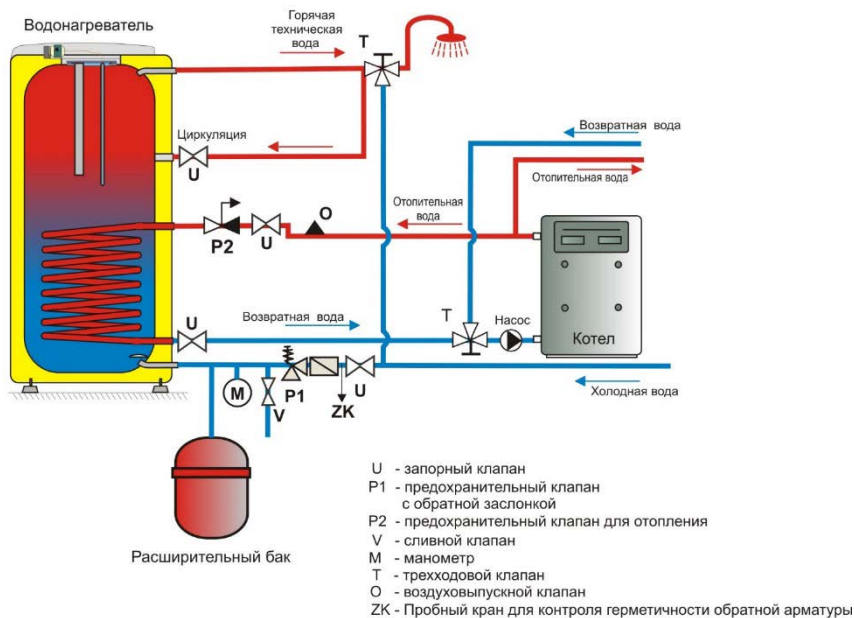 Водонагреватель
Горячая
техническая
вода
T
Циркуляция
U
Возвратная вода
Отопительная вода
Отопительная
вода
O
P2
U
U
Возвратная вода
T
Насос
Котел
M
V
P1
ZK
U
Холодная вода
Расширительный бак
U - запорный клапан
P1 - предохранительный клапан
с обратной заслонкой
P2 - предохранительный клапан для отопления
V - сливной клапан
M - манометр
T - трехходовой клапан
O - воздуховыпускной клапан
ZK - Пробный кран для контроля герметичности обратной арматуры